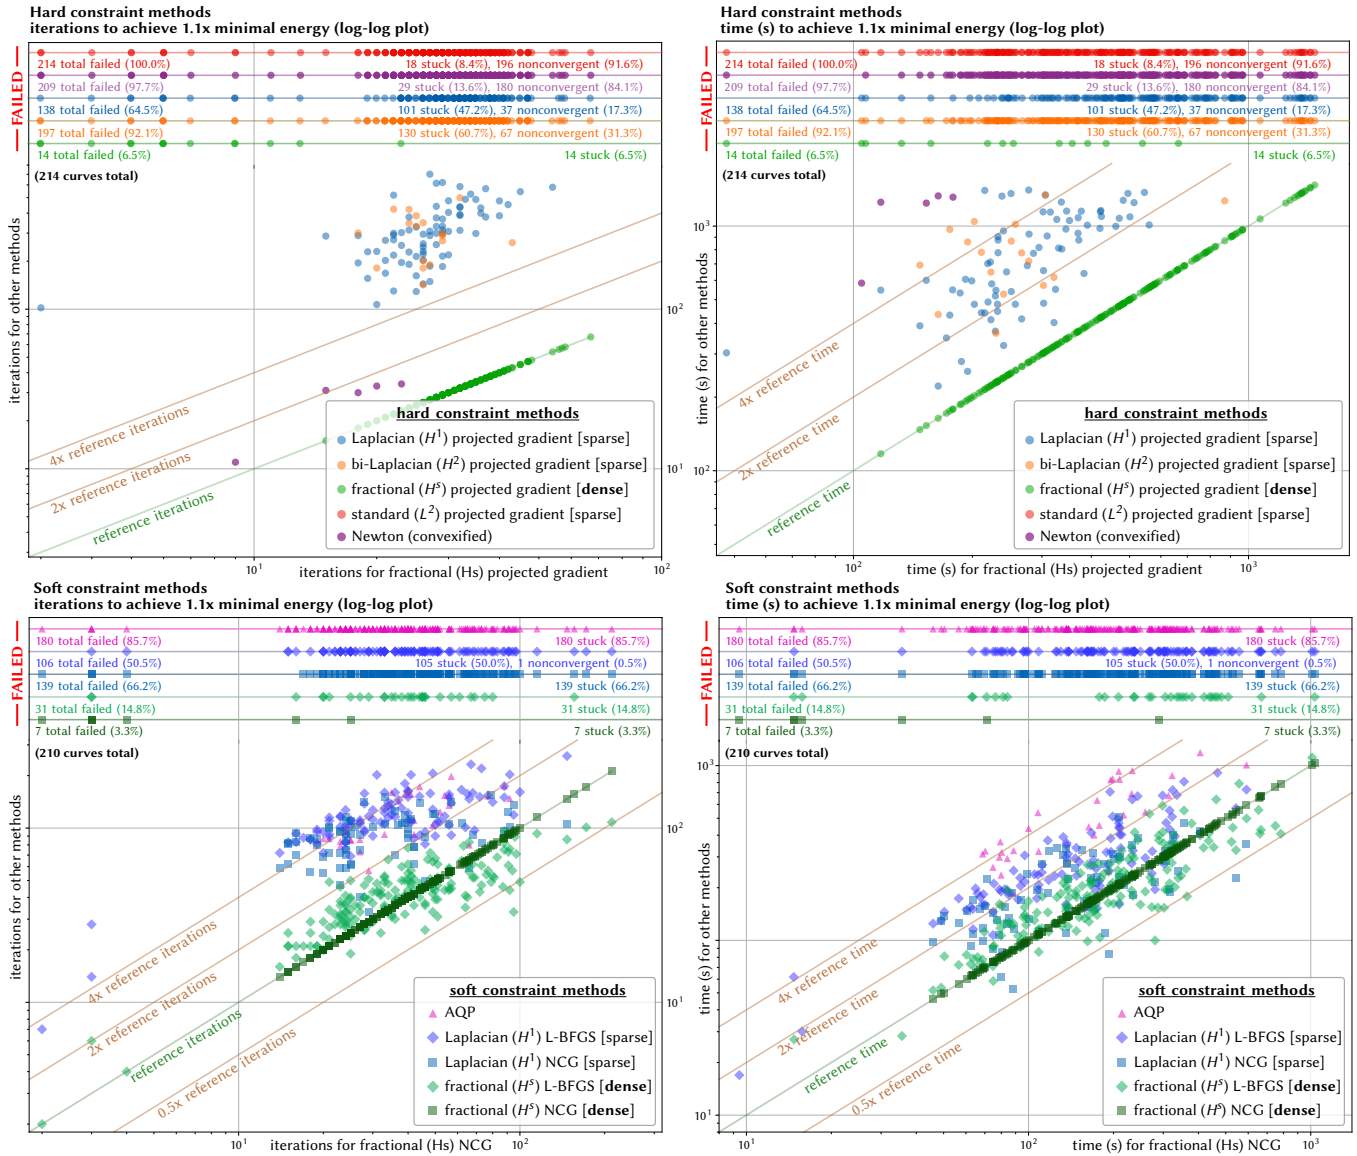 Hard constraint methods
iterations to achieve 1.1x minimal energy (log-log plot)
FAILED
214 total failed (100.0%)
18 stuck (8.4%), 196 nonconvergent (91.6%)
209 total failed (97.7%)
29 stuck (13.6%), 180 nonconvergent (84.1%)
138 total failed (64.5%)
101 stuck (47.2%), 37 nonconvergent (17.3%)
197 total failed (92.1%)
130 stuck (60.7%), 67 nonconvergent (31.3%)
14 total failed (6.5%)
14 stuck (6.5%)
(214 curves total)
iterations for other methods
10²
10¹
4x reference iterations
2x reference iterations
reference iterations
hard constraint methods
Laplacian (H¹) projected gradient [sparse]
bi-Laplacian (H²) projected gradient [sparse]
fractional (Hˢ) projected gradient [dense]
standard (L²) projected gradient [sparse]
Newton (convexified)
10¹
iterations for fractional (Hs) projected gradient
10²
Hard constraint methods
time (s) to achieve 1.1x minimal energy (log-log plot)
FAILED
214 total failed (100.0%)
18 stuck (8.4%), 196 nonconvergent (91.6%)
209 total failed (97.7%)
29 stuck (13.6%), 180 nonconvergent (84.1%)
138 total failed (64.5%)
101 stuck (47.2%), 37 nonconvergent (17.3%)
197 total failed (92.1%)
130 stuck (60.7%), 67 nonconvergent (31.3%)
14 total failed (6.5%)
14 stuck (6.5%)
(214 curves total)
time (s) for other methods
10³
10²
4x reference time
2x reference time
reference time
hard constraint methods
Laplacian (H¹) projected gradient [sparse]
bi-Laplacian (H²) projected gradient [sparse]
fractional (Hˢ) projected gradient [dense]
standard (L²) projected gradient [sparse]
Newton (convexified)
10²
time (s) for fractional (Hs) projected gradient
10³
Soft constraint methods
iterations to achieve 1.1x minimal energy (log-log plot)
FAILED
180 total failed (85.7%)
180 stuck (85.7%)
106 total failed (50.5%)
105 stuck (50.0%), 1 nonconvergent (0.5%)
139 total failed (66.2%)
139 stuck (66.2%)
31 total failed (14.8%)
31 stuck (14.8%)
7 total failed (3.3%)
7 stuck (3.3%)
(210 curves total)
iterations for other methods
10²
10¹
4x reference iterations
2x reference iterations
reference iterations
0.5x reference iterations
soft constraint methods
AQP
Laplacian (H¹) L-BFGS [sparse]
Laplacian (H¹) NCG [sparse]
fractional (Hˢ) L-BFGS [dense]
fractional (Hˢ) NCG [dense]
10¹
iterations for fractional (Hs) NCG
10²
Soft constraint methods
time (s) to achieve 1.1x minimal energy (log-log plot)
FAILED
180 total failed (85.7%)
180 stuck (85.7%)
106 total failed (50.5%)
105 stuck (50.0%), 1 nonconvergent (0.5%)
139 total failed (66.2%)
139 stuck (66.2%)
31 total failed (14.8%)
31 stuck (14.8%)
7 total failed (3.3%)
7 stuck (3.3%)
(210 curves total)
time (s) for other methods
10³
10²
10¹
4x reference time
2x reference time
reference time
0.5x reference time
soft constraint methods
AQP
Laplacian (H¹) L-BFGS [sparse]
Laplacian (H¹) NCG [sparse]
fractional (Hˢ) L-BFGS [dense]
fractional (Hˢ) NCG [dense]
10¹
10²
time (s) for fractional (Hs) NCG
10³